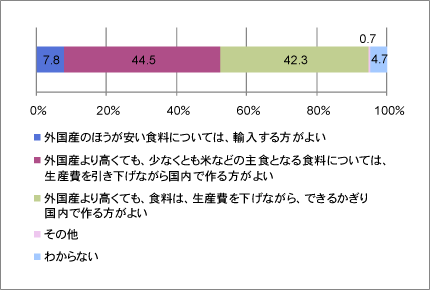 0.7
7.8 44.5 42.3 4.7
0% 20% 40% 60% 80% 100%
外国産のほうが安い食料については、輸入する方がよい
外国産より高くても、少なくとも米などの主食となる食料については、
生産費を引き下げながら国内で作る方がよい
外国産より高くても、食料は、生産費を下げながら、できるかぎり
国内で作る方がよい
その他
わからない